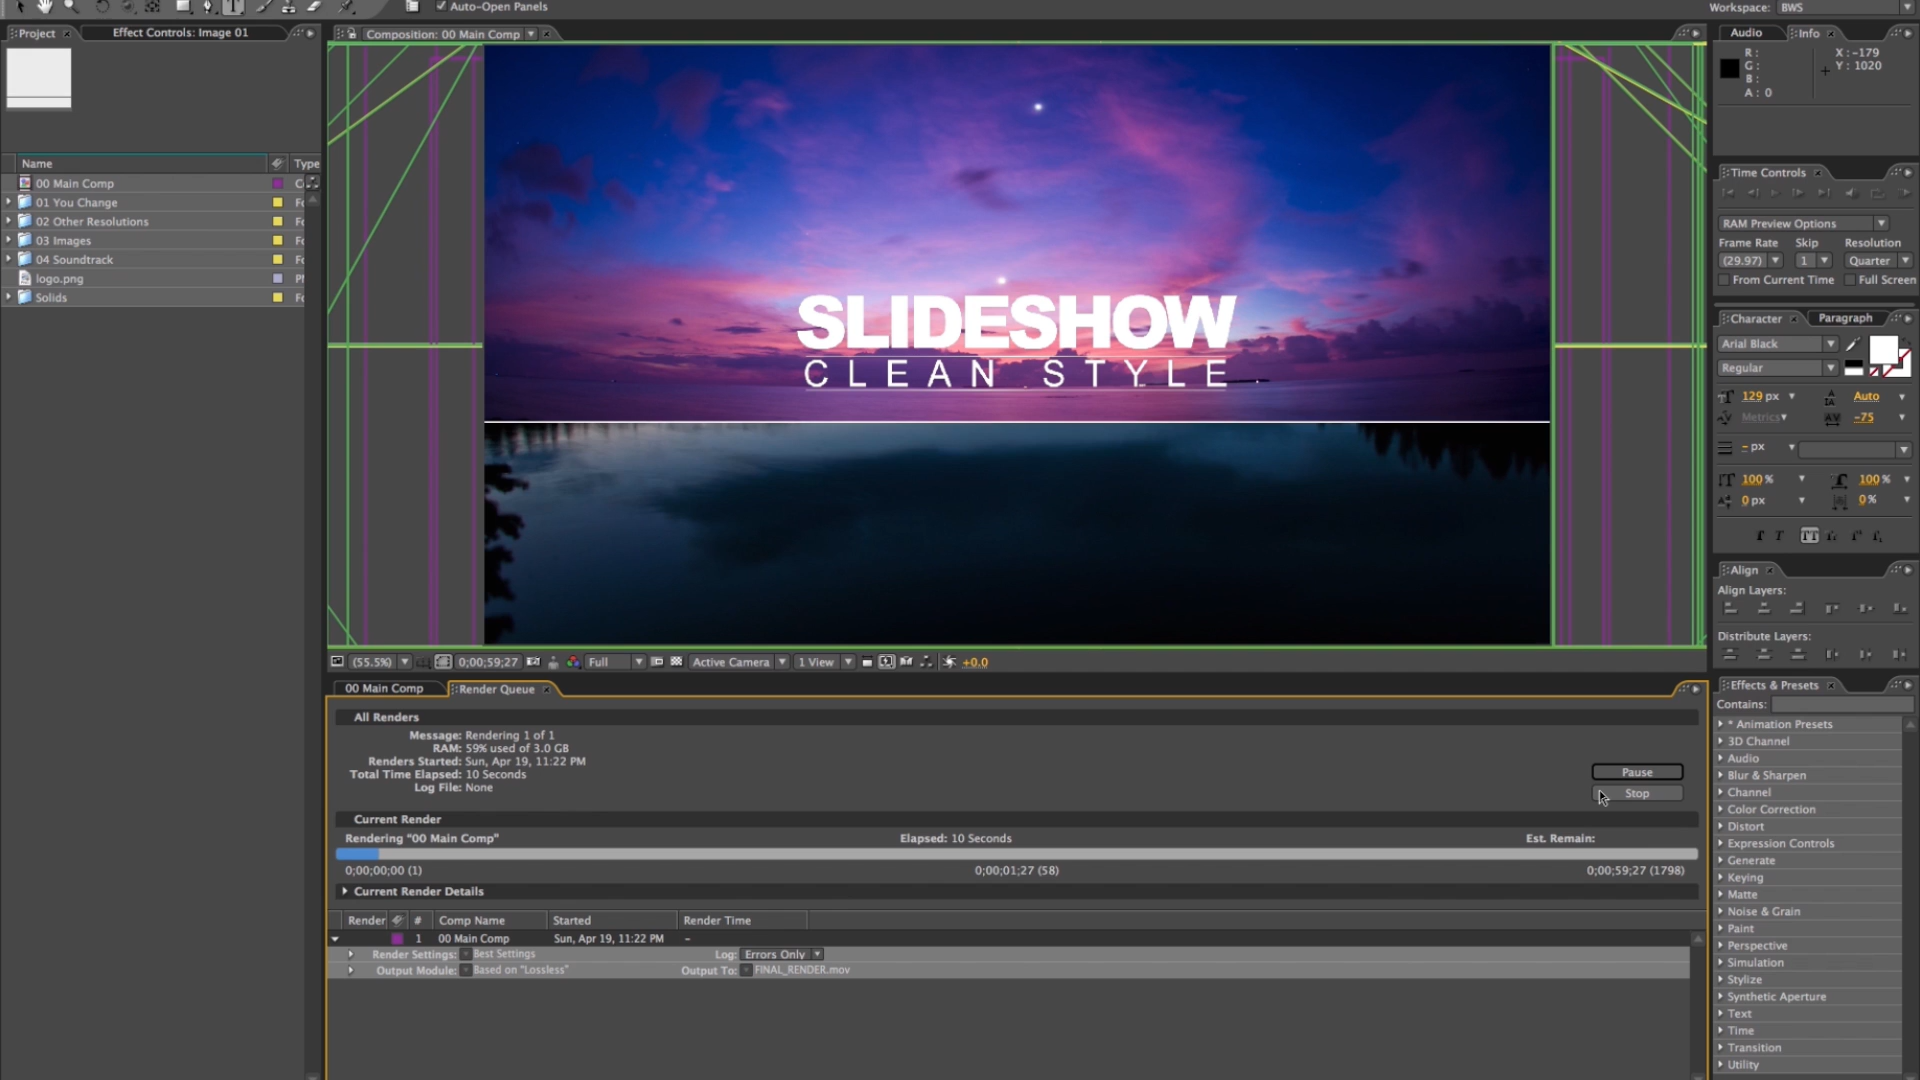 Auto-Open Panels
Workspace: BWS
Project
Effect Controls: Image 01
Composition: 00 Main Comp
Audio
Info
R :
G :
B :
A : 0
X : -179
Y : 1020
Name
Type
00 Main Comp
01 You Change
02 Other Resolutions
03 Images
04 Soundtrack
logo.png
Solids
SLIDESHOW
CLEAN STYLE
Time Controls
RAM Preview Options
Frame Rate Skip Resolution
(29.97) 1 Quarter
From Current Time Full Screen
Character Paragraph
Arial Black
Regular
129 px Auto
Metrics -75
- px
100 % 100 %
0 px 0 %
Align
Align Layers:
Distribute Layers:
(55.5%) 0;00;59;27 Full Active Camera 1 View +0.0
00 Main Comp Render Queue
All Renders
Message: Rendering 1 of 1
RAM: 59% used of 3.0 GB
Renders Started: Sun, Apr 19, 11:22 PM
Total Time Elapsed: 10 Seconds
Log File: None
Pause
Stop
Current Render
Rendering "00 Main Comp" Elapsed: 10 Seconds Est. Remain:
0;00;00;00 (1) 0;00;01;27 (58) 0;00;59;27 (1798)
Current Render Details
Render # Comp Name Started Render Time
1 00 Main Comp Sun, Apr 19, 11:22 PM -
Render Settings: Best Settings Log: Errors Only
Output Module: Based on "Lossless" Output To: FINAL_RENDER.mov
Effects & Presets
Contains:
* Animation Presets
3D Channel
Audio
Blur & Sharpen
Channel
Color Correction
Distort
Expression Controls
Generate
Keying
Matte
Noise & Grain
Paint
Perspective
Simulation
Stylize
Synthetic Aperture
Text
Time
Transition
Utility